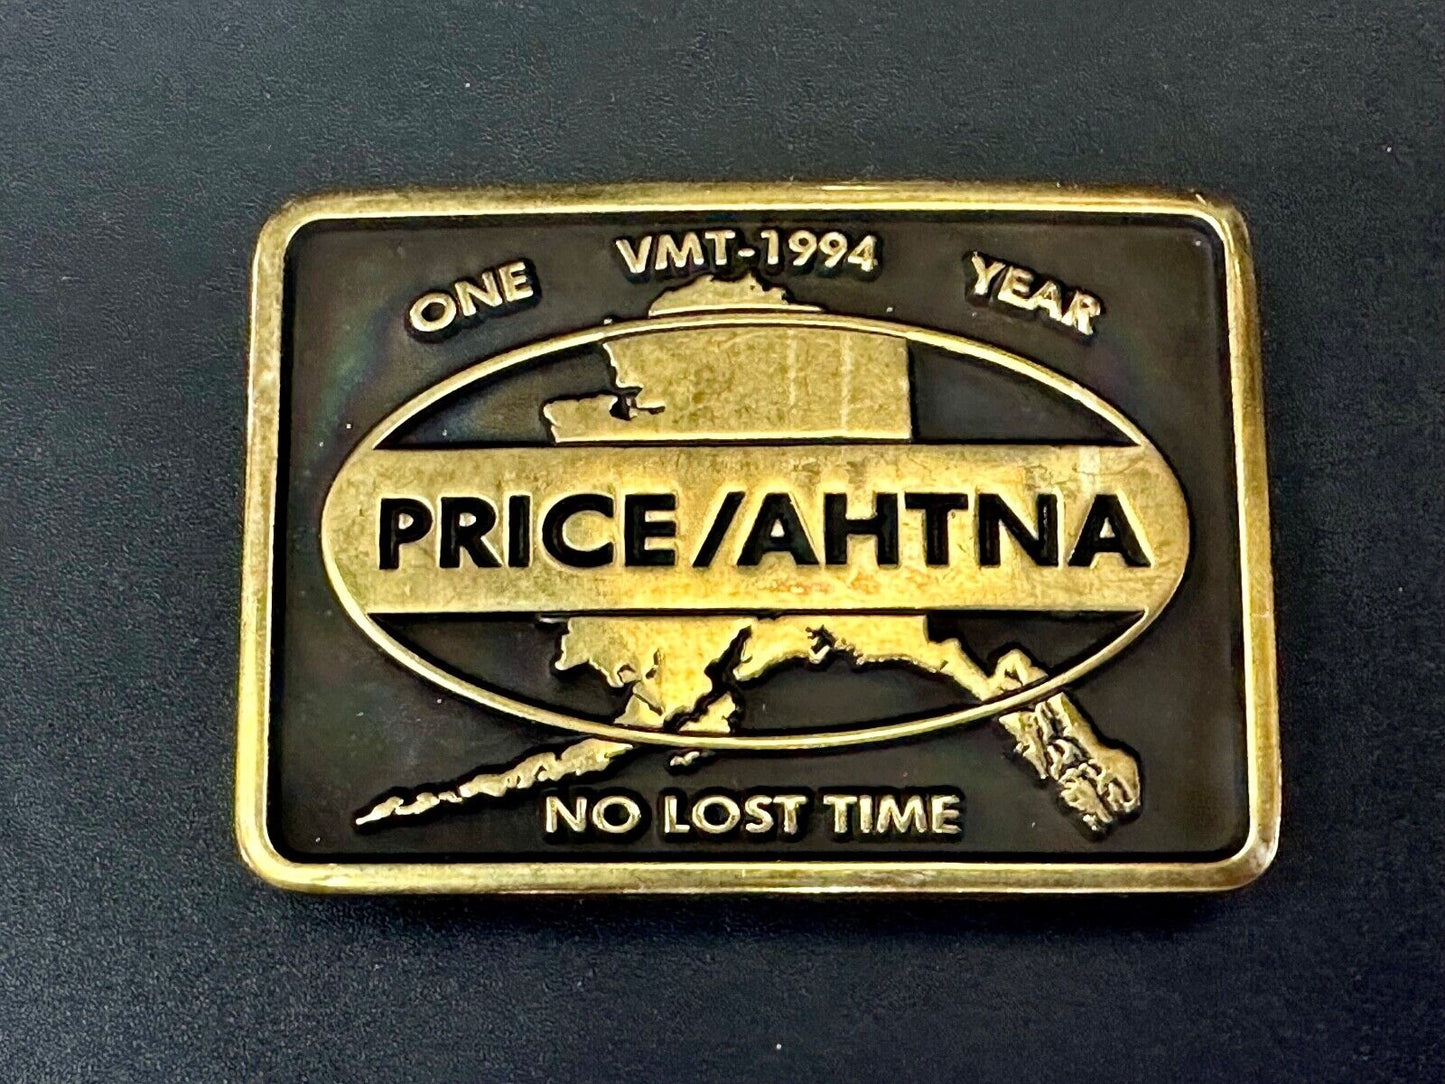 ONE VMT-1994 YEAR
PRICE/AHTNA
NO LOST TIME